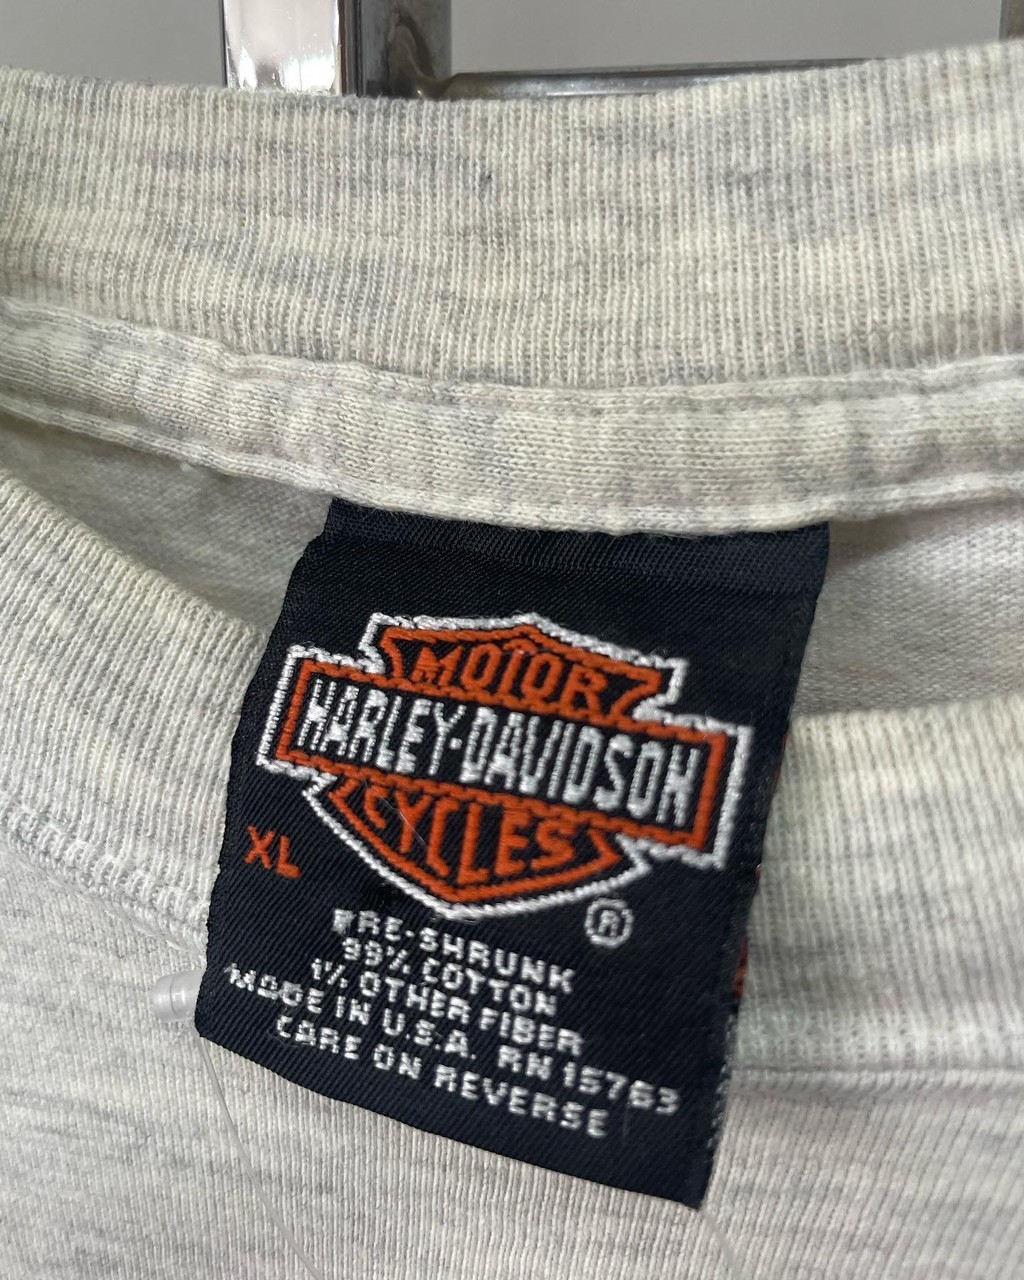 MOTOR
HARLEY-DAVIDSON
CYCLES
XL
®
PRE-SHRUNK
99% COTTON
1% OTHER FIBER
MADE IN U.S.A. RN 15763
CARE ON REVERSE